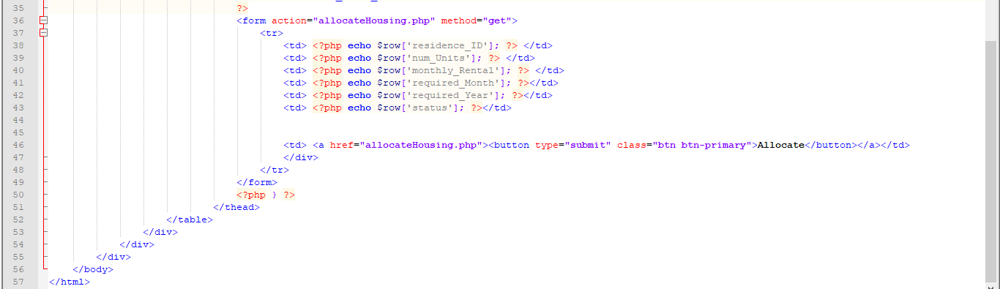 35 ?>
36 <form action="allocateHousing.php" method="get">
37 <tr>
38 <td> <?php echo $row['residence_ID']; ?> </td>
39 <td> <?php echo $row['num_Units']; ?> </td>
40 <td> <?php echo $row['monthly_Rental']; ?> </td>
41 <td> <?php echo $row['required_Month']; ?></td>
42 <td> <?php echo $row['required_Year']; ?></td>
43 <td> <?php echo $row['status']; ?></td>
44
45
46 <td> <a href="allocateHousing.php"><button type="submit" class="btn btn-primary">Allocate</button></a></td>
47 </div>
48 </tr>
49 </form>
50 <?php } ?>
51 </thead>
52 </table>
53 </div>
54 </div>
55 </div>
56 </body>
57 </html>